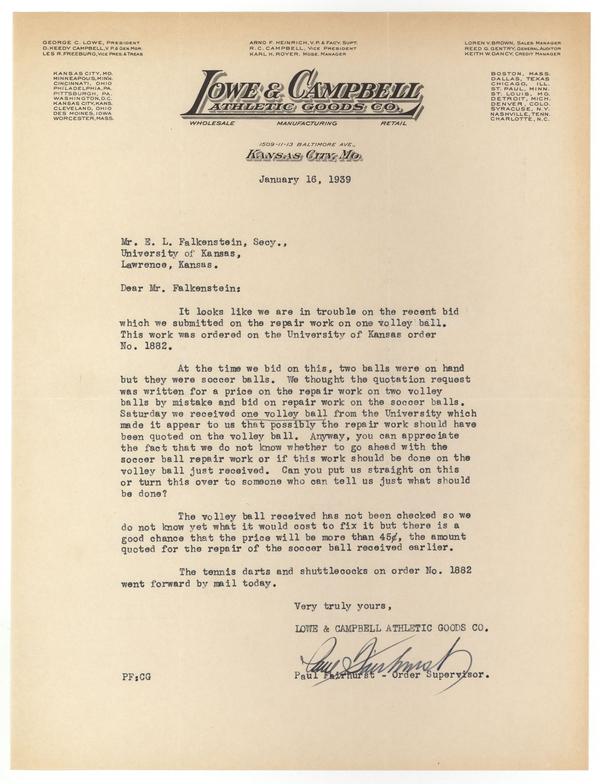 GEORGE C. LOWE, PRESIDENT
D. KEEDY CAMPBELL, V.P. & GEN. MGR.
LES R. FREEBURG, VICE PRES. & TREAS.
ARNO F. HEINRICH, V.P. & FACY. SUPT.
R.C. CAMPBELL, VICE PRESIDENT
KARL H. ROYER, MDSE. MANAGER
LOREN V. BROWN, SALES MANAGER
REED G. GENTRY, GENERAL AUDITOR
KEITH W. DANCY, CREDIT MANAGER
KANSAS CITY, MO.
MINNEAPOLIS, MINN.
CINCINNATI, OHIO
PHILADELPHIA, PA.
PITTSBURGH, PA.
WASHINGTON, D.C.
KANSAS CITY, KANS.
CLEVELAND, OHIO
DES MOINES, IOWA
WORCESTER, MASS.
LOWE & CAMPBELL
ATHLETIC GOODS CO.
WHOLESALE MANUFACTURING RETAIL
1509-11-13 BALTIMORE AVE.,
KANSAS CITY, MO.
BOSTON, MASS.
DALLAS, TEXAS
CHICAGO, ILL.
ST. PAUL, MINN.
ST. LOUIS, MO.
DETROIT, MICH.
DENVER, COLO.
SYRACUSE, N.Y.
NASHVILLE, TENN.
CHARLOTTE, N.C.
January 16, 1939
Mr. E. L. Falkenstein, Secy.,
University of Kansas,
Lawrence, Kansas.
Dear Mr. Falkenstein:
It looks like we are in trouble on the recent bid
which we submitted on the repair work on one volley ball.
This work was ordered on the University of Kansas order
No. 1882.
At the time we bid on this, two balls were on hand
but they were soccer balls. We thought the quotation request
was written for a price on the repair work on two volley
balls by mistake and bid on repair work on the soccer balls.
Saturday we received one volley ball from the University which
made it appear to us that possibly the repair work should have
been quoted on the volley ball. Anyway, you can appreciate
the fact that we do not know whether to go ahead with the
soccer ball repair work or if this work should be done on the
volley ball just received. Can you put us straight on this
or turn this over to someone who can tell us just what should
be done?
The volley ball received has not been checked so we
do not know yet what it would cost to fix it but there is a
good chance that the price will be more than 45¢, the amount
quoted for the repair of the soccer ball received earlier.
The tennis darts and shuttlecocks on order No. 1882
went forward by mail today.
Very truly yours,
LOWE & CAMPBELL ATHLETIC GOODS CO.
Paul Fairhurst
Paul Fairhurst - Order Supervisor.
PF:CG